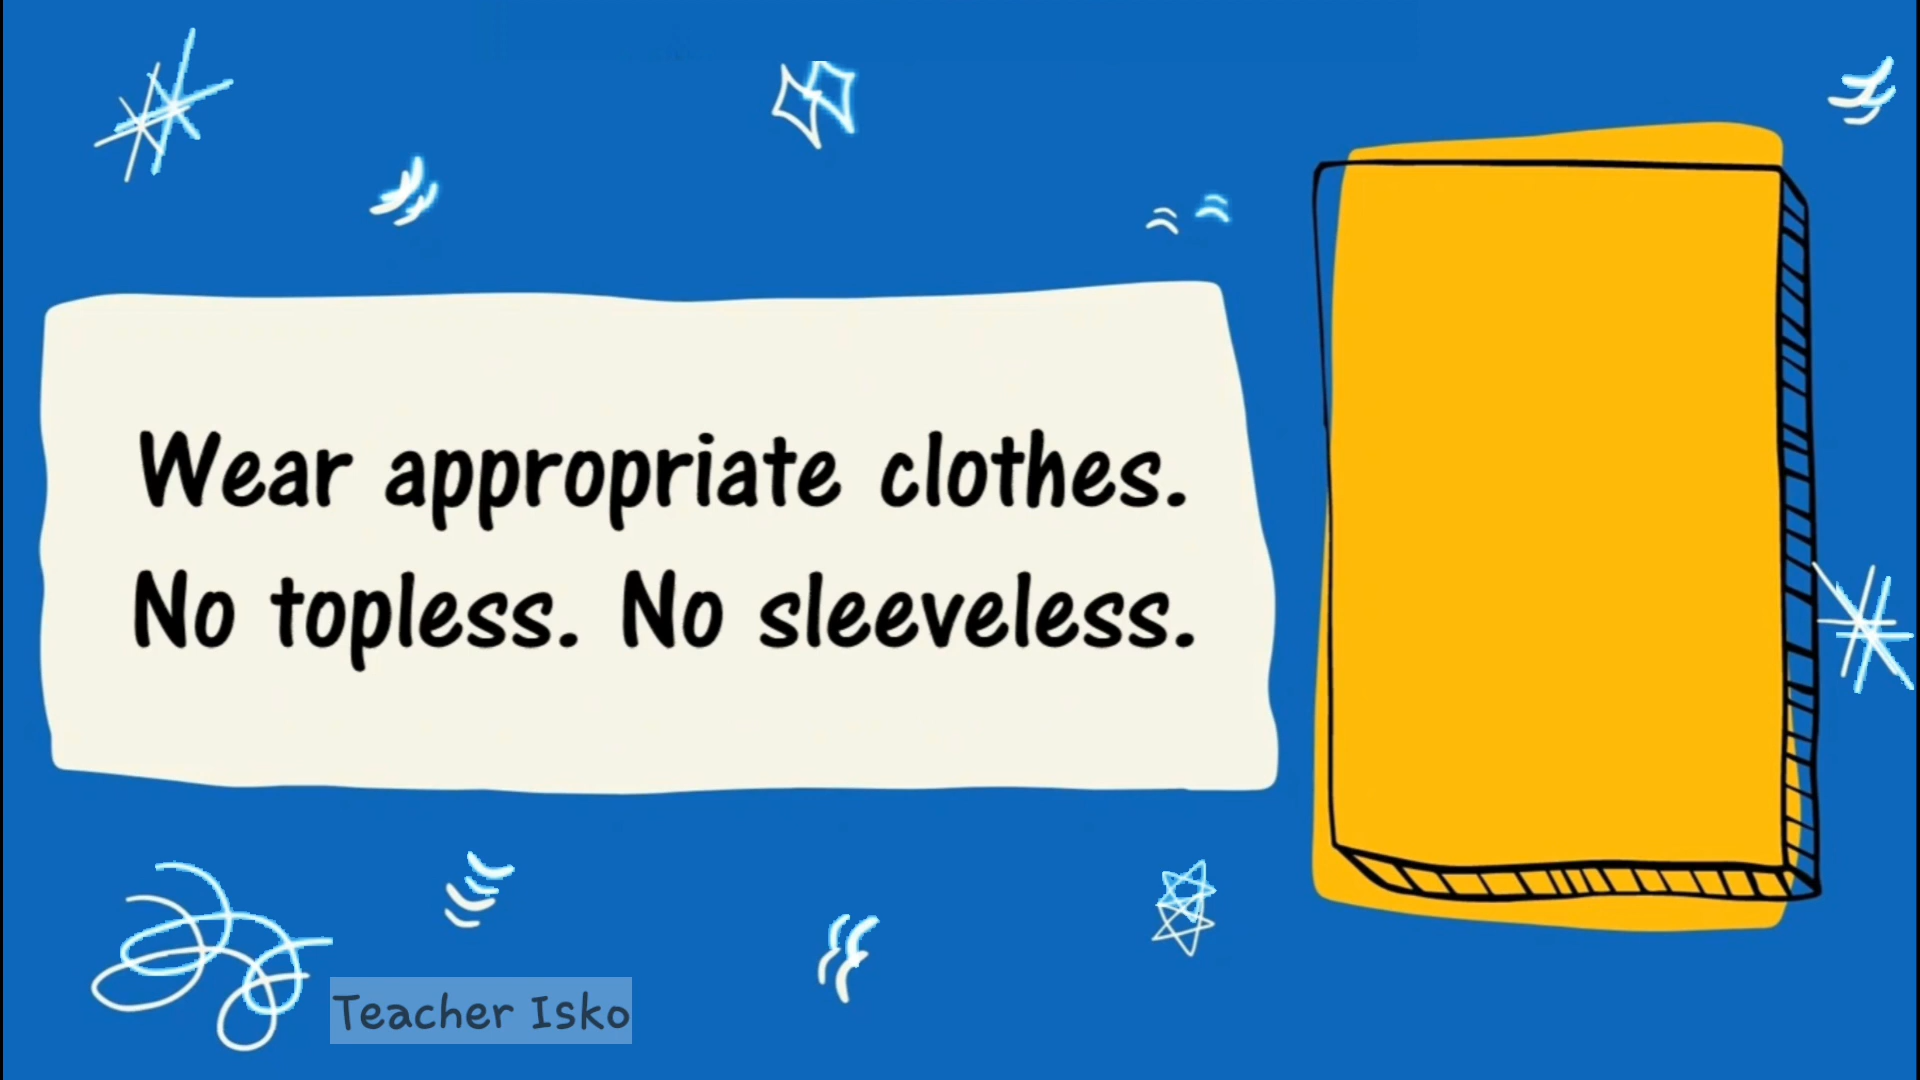 Wear appropriate clothes.
No topless. No sleeveless.
Teacher Isko